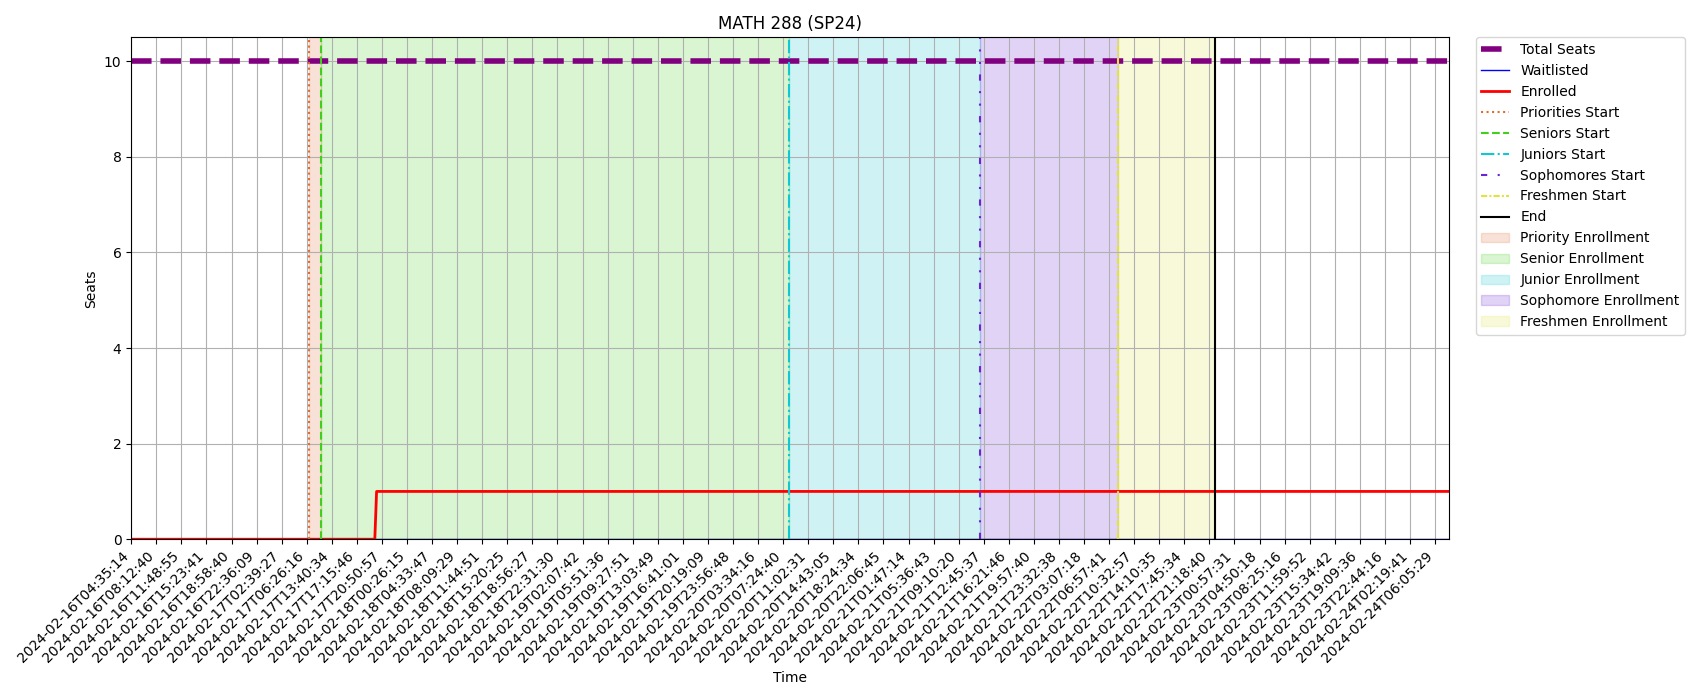 MATH 288 (SP24)
Seats
10
8
6
4
2
0
2024-02-16T04:35:14
2024-02-16T08:12:40
2024-02-16T11:48:55
2024-02-16T15:23:41
2024-02-16T18:58:40
2024-02-16T22:36:09
2024-02-17T02:39:27
2024-02-17T06:26:16
2024-02-17T13:40:34
2024-02-17T17:15:46
2024-02-17T20:50:57
2024-02-18T00:26:15
2024-02-18T04:33:47
2024-02-18T08:09:29
2024-02-18T11:44:51
2024-02-18T15:20:25
2024-02-18T18:56:27
2024-02-18T22:31:30
2024-02-19T02:07:42
2024-02-19T05:51:36
2024-02-19T09:27:51
2024-02-19T13:03:49
2024-02-19T16:41:01
2024-02-19T20:19:09
2024-02-19T23:56:48
2024-02-20T03:34:16
2024-02-20T07:24:40
2024-02-20T11:02:31
2024-02-20T14:43:05
2024-02-20T18:24:34
2024-02-20T22:06:45
2024-02-21T01:47:14
2024-02-21T05:36:43
2024-02-21T09:10:20
2024-02-21T12:45:37
2024-02-21T16:21:46
2024-02-21T19:57:40
2024-02-21T23:32:38
2024-02-22T03:07:18
2024-02-22T06:57:41
2024-02-22T10:32:57
2024-02-22T14:10:35
2024-02-22T17:45:34
2024-02-22T21:18:40
2024-02-23T00:57:31
2024-02-23T04:50:18
2024-02-23T08:25:16
2024-02-23T11:59:52
2024-02-23T15:34:42
2024-02-23T19:09:36
2024-02-23T22:44:16
2024-02-24T02:19:41
2024-02-24T06:05:29
Time
Total Seats
Waitlisted
Enrolled
Priorities Start
Seniors Start
Juniors Start
Sophomores Start
Freshmen Start
End
Priority Enrollment
Senior Enrollment
Junior Enrollment
Sophomore Enrollment
Freshmen Enrollment